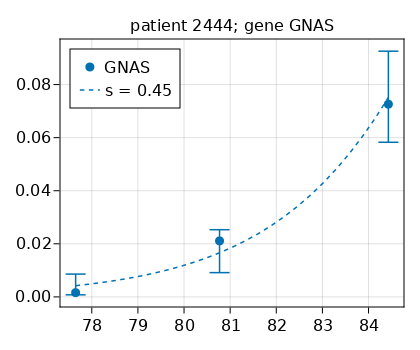 patient 2444; gene GNAS
GNAS
s = 0.45
0.08
0.06
0.04
0.02
0.00
78 79 80 81 82 83 84